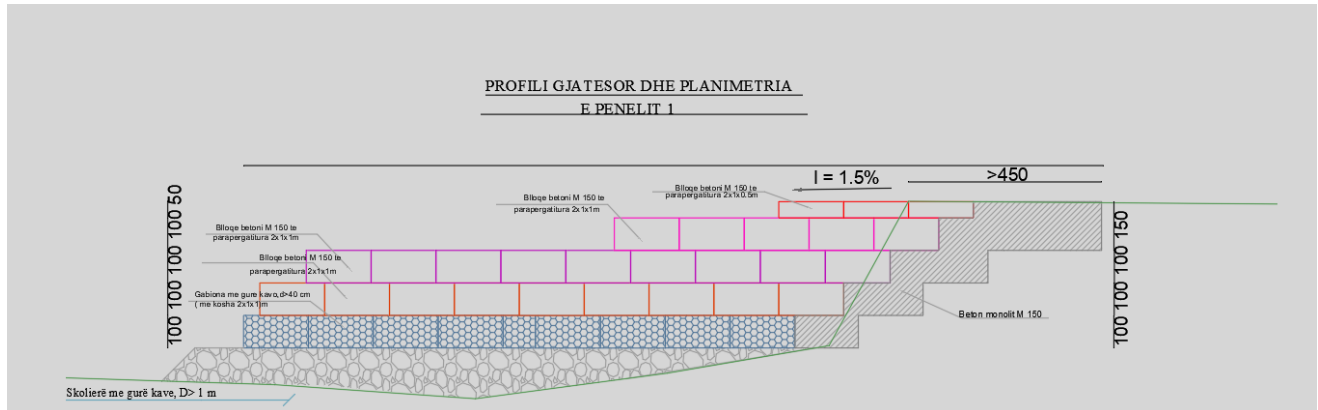 PROFILI GJATESOR DHE PLANIMETRIA
E PENELIT 1
I = 1.5%
>450
Blloqe betoni M 150 te
parapergatitura 2x1x0.5m
Blloqe betoni M 150 te
parapergatitura 2x1x1m
Blloqe betoni M 150 te
parapergatitura 2x1x1m
Blloqe betoni M 150 te
parapergatitura 2x1x1m
Gabiona me gure kavo,d>40 cm
( me kosha 2x1x1)m
100 100 100 100 50
100 100 100 150
Beton monolit M 150
Skolierë me gurë kave, D> 1 m